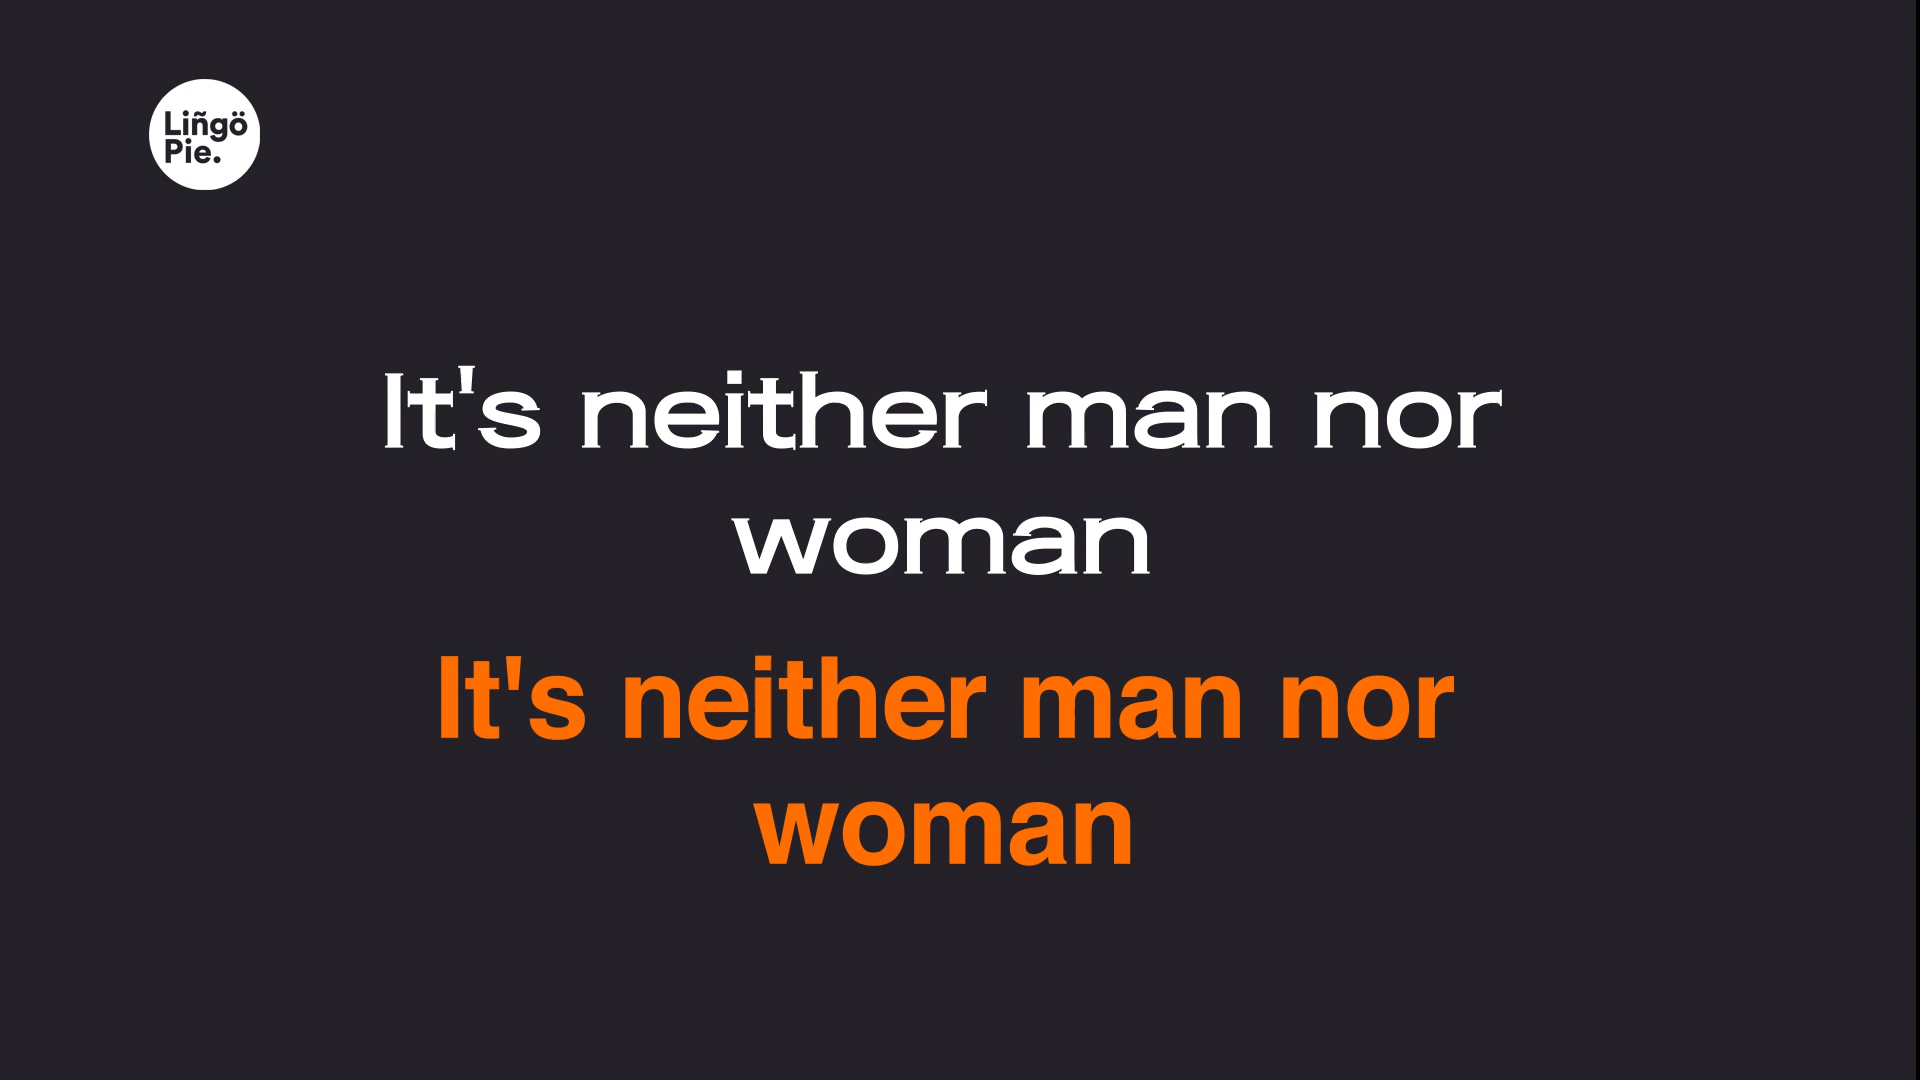 Liñgö
Pie.
It's neither man nor
woman
It's neither man nor
woman